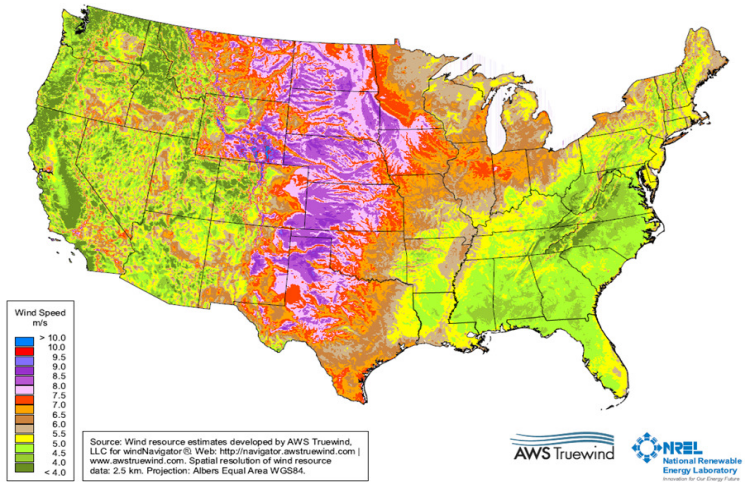 Wind Speed
m/s
> 10.0
10.0
9.5
9.0
8.5
8.0
7.5
7.0
6.5
6.0
5.5
5.0
4.5
4.0
< 4.0
Source: Wind resource estimates developed by AWS Truewind,
LLC for windNavigator®. Web: http://navigator.awstruewind.com |
www.awstruewind.com. Spatial resolution of wind resource
data: 2.5 km. Projection: Albers Equal Area WGS84.
AWS Truewind
NREL
National Renewable
Energy Laboratory
Innovation for Our Energy Future